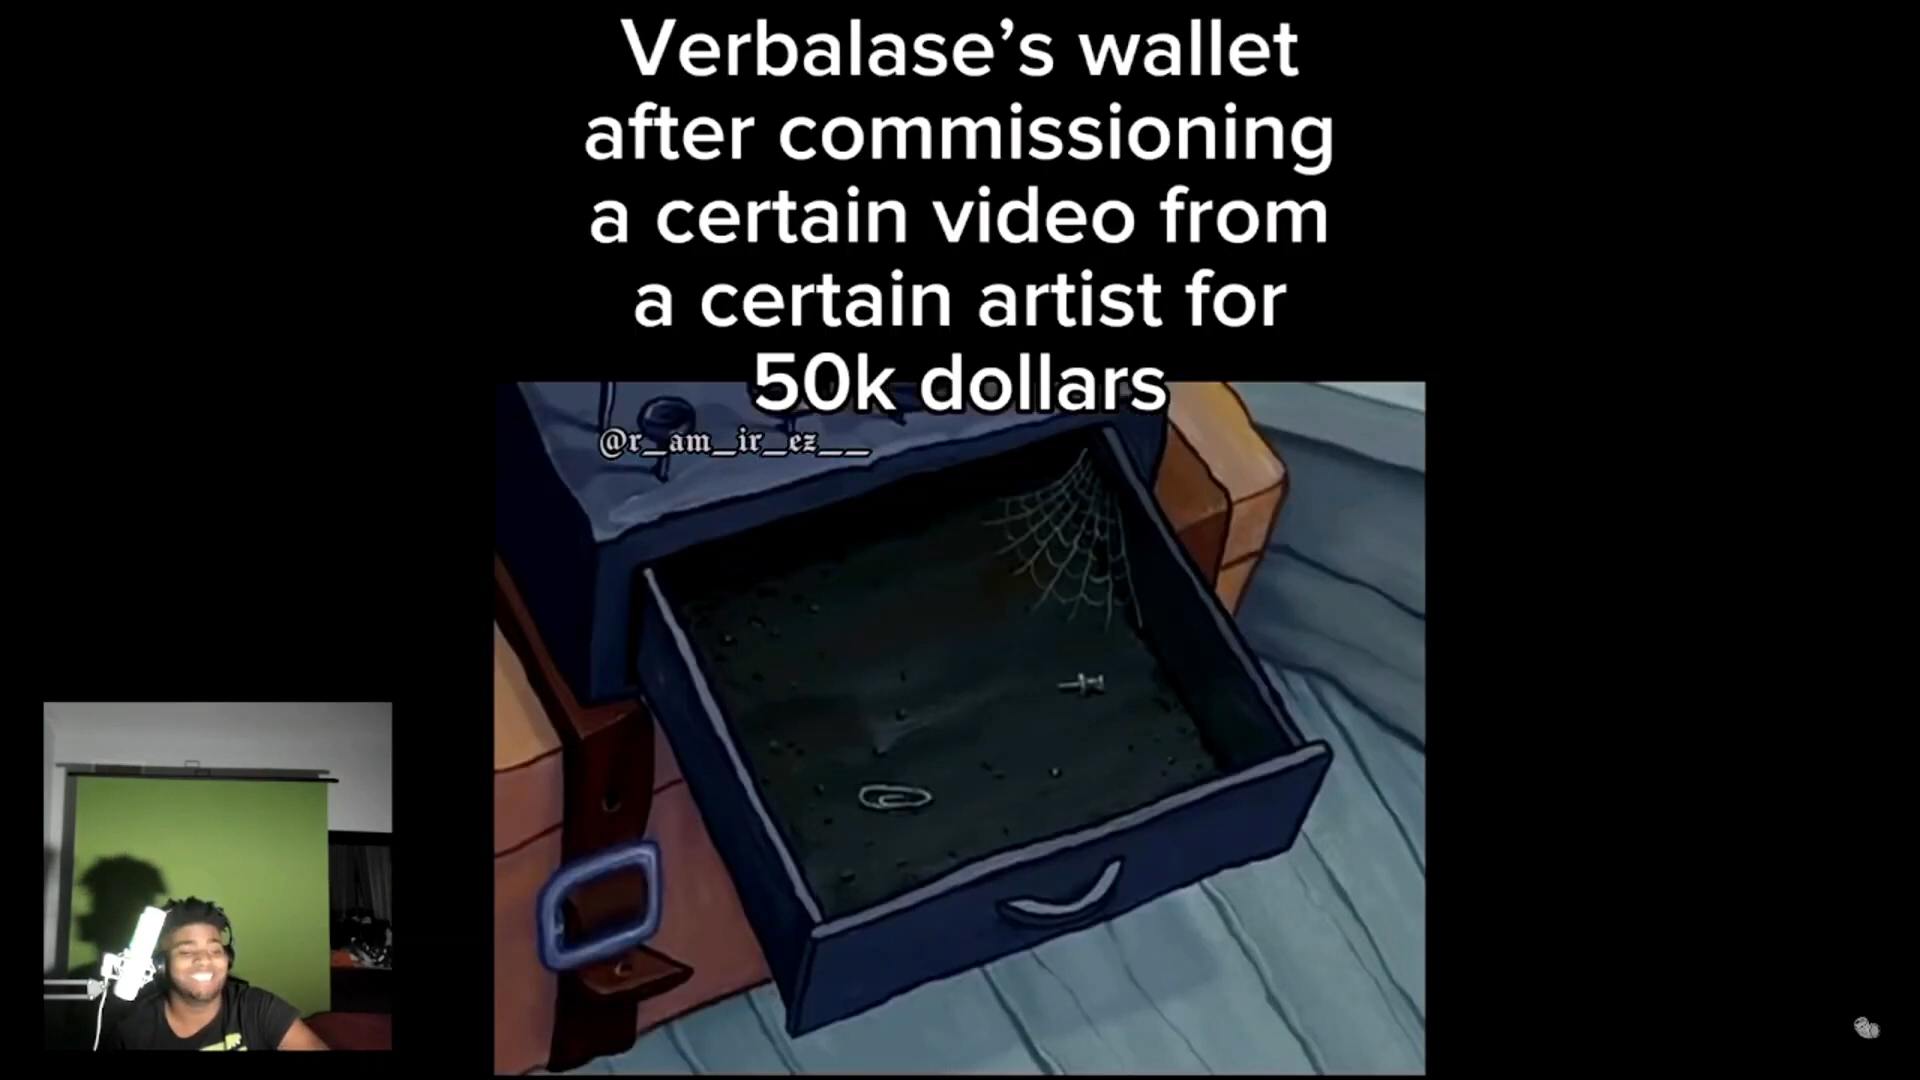 Verbalase’s wallet
after commissioning
a certain video from
a certain artist for
50k dollars
@r_am_ir_ez__